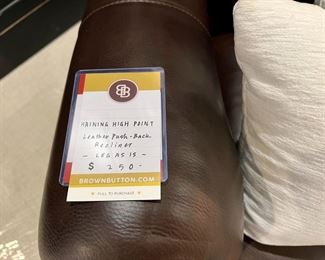 BB
HAINING HIGH POINT
Leather Push-Back
Recliner
- LEG AS IS -
$ 250.-
BROWNBUTTON.COM
PULL TO PURCHASE